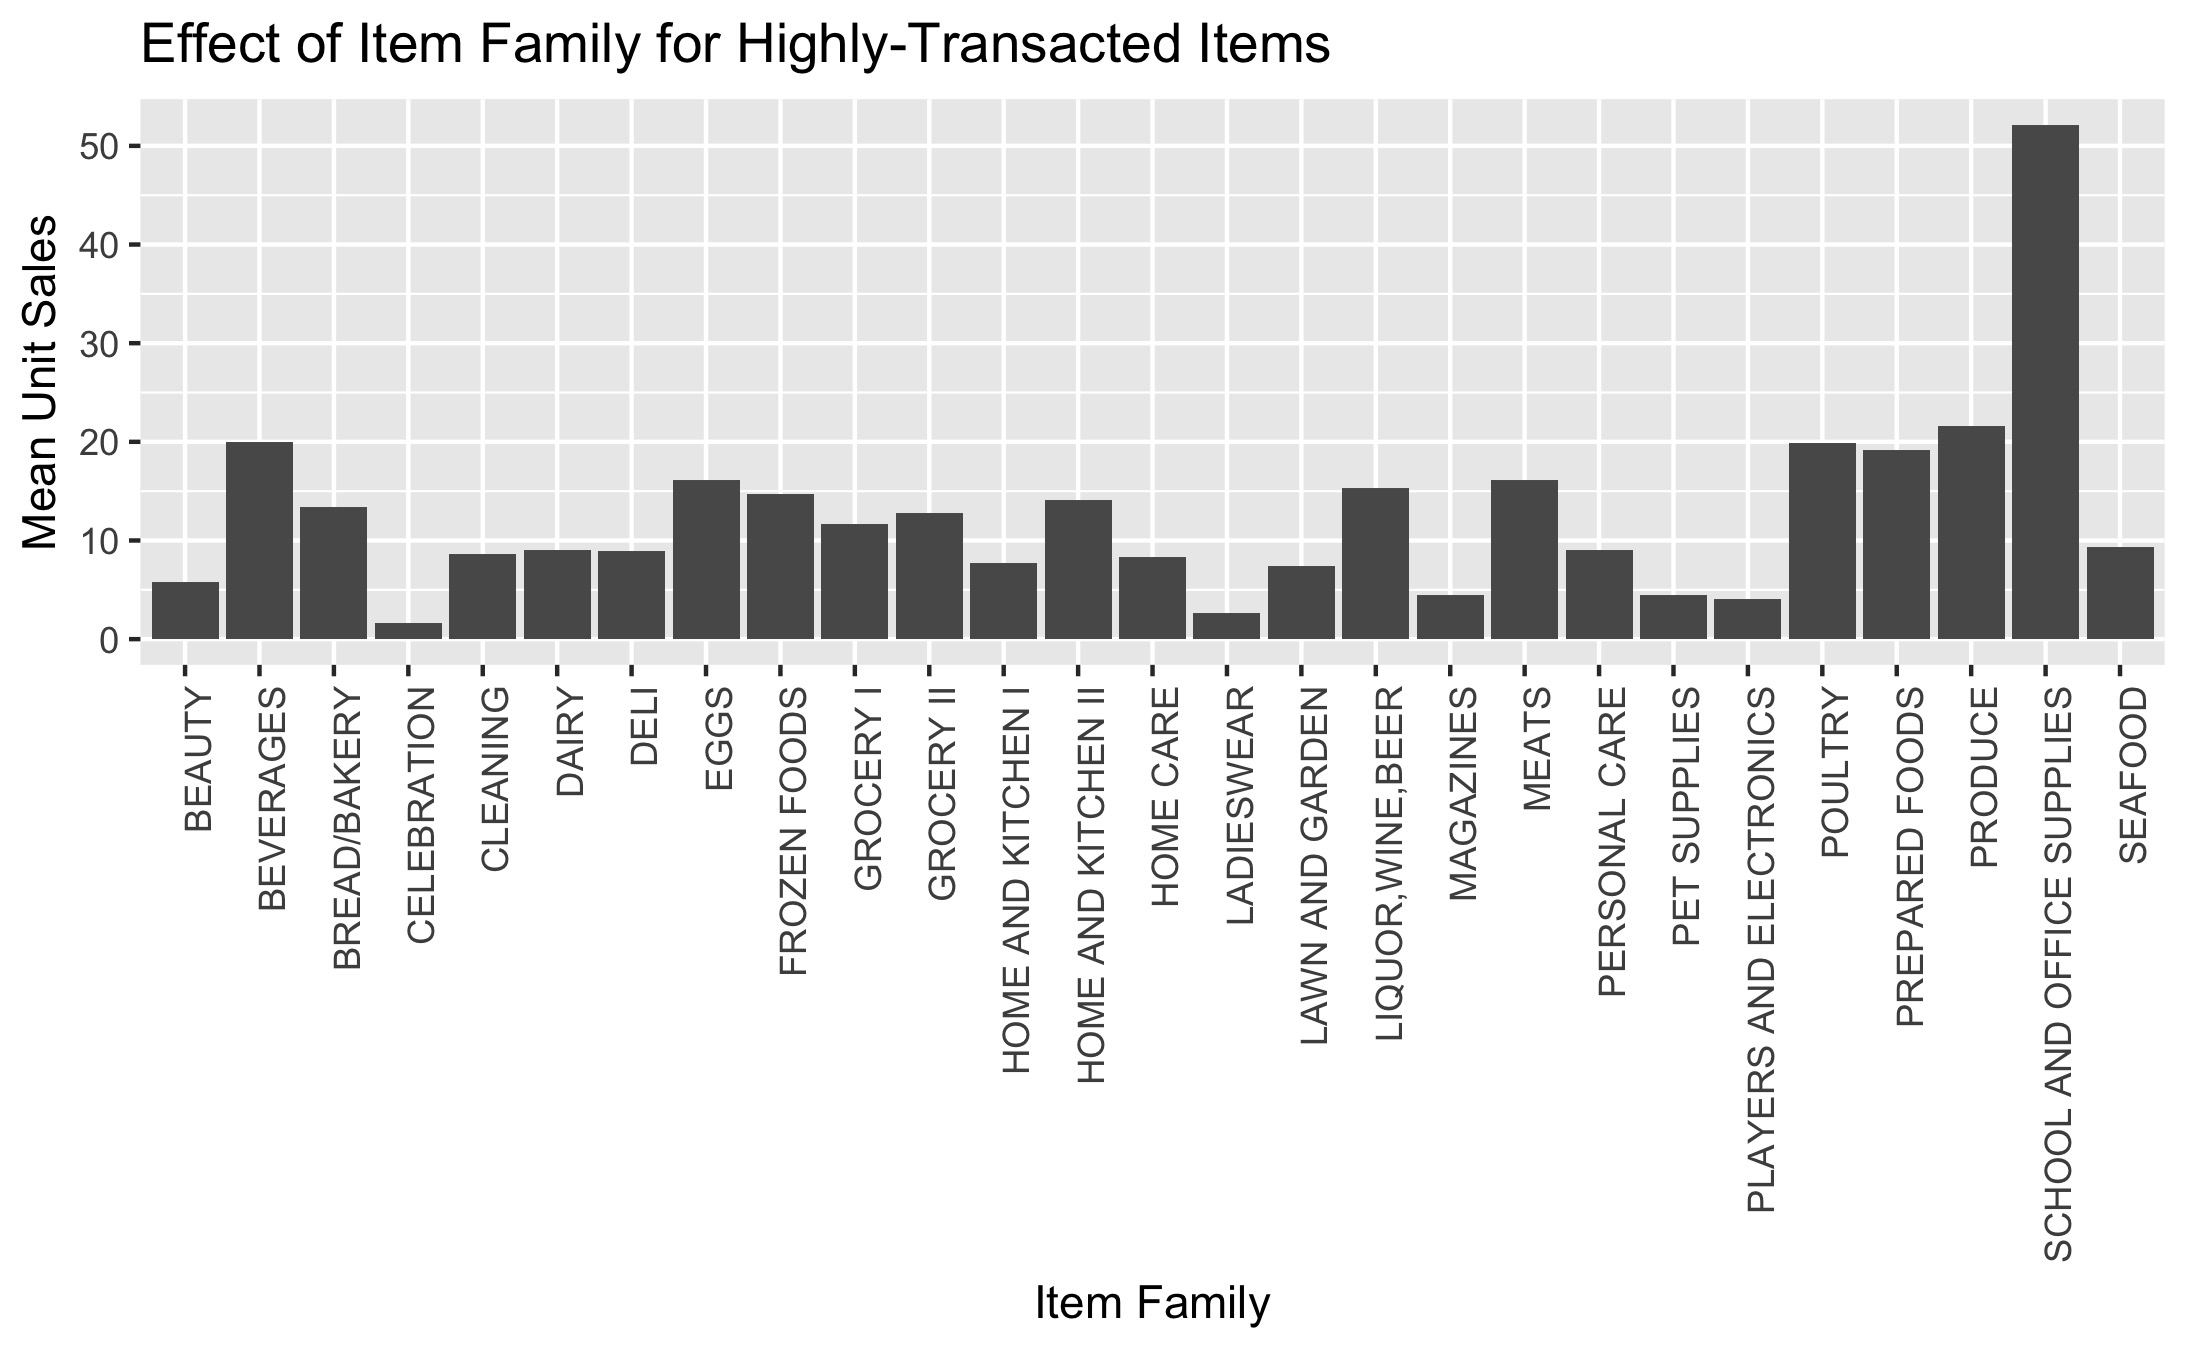 Effect of Item Family for Highly-Transacted Items
Mean Unit Sales
50
40
30
20
10
0
BEAUTY
BEVERAGES
BREAD/BAKERY
CELEBRATION
CLEANING
DAIRY
DELI
EGGS
FROZEN FOODS
GROCERY I
GROCERY II
HOME AND KITCHEN I
HOME AND KITCHEN II
HOME CARE
LADIESWEAR
LAWN AND GARDEN
LIQUOR,WINE,BEER
MAGAZINES
MEATS
PERSONAL CARE
PET SUPPLIES
PLAYERS AND ELECTRONICS
POULTRY
PREPARED FOODS
PRODUCE
SCHOOL AND OFFICE SUPPLIES
SEAFOOD
Item Family